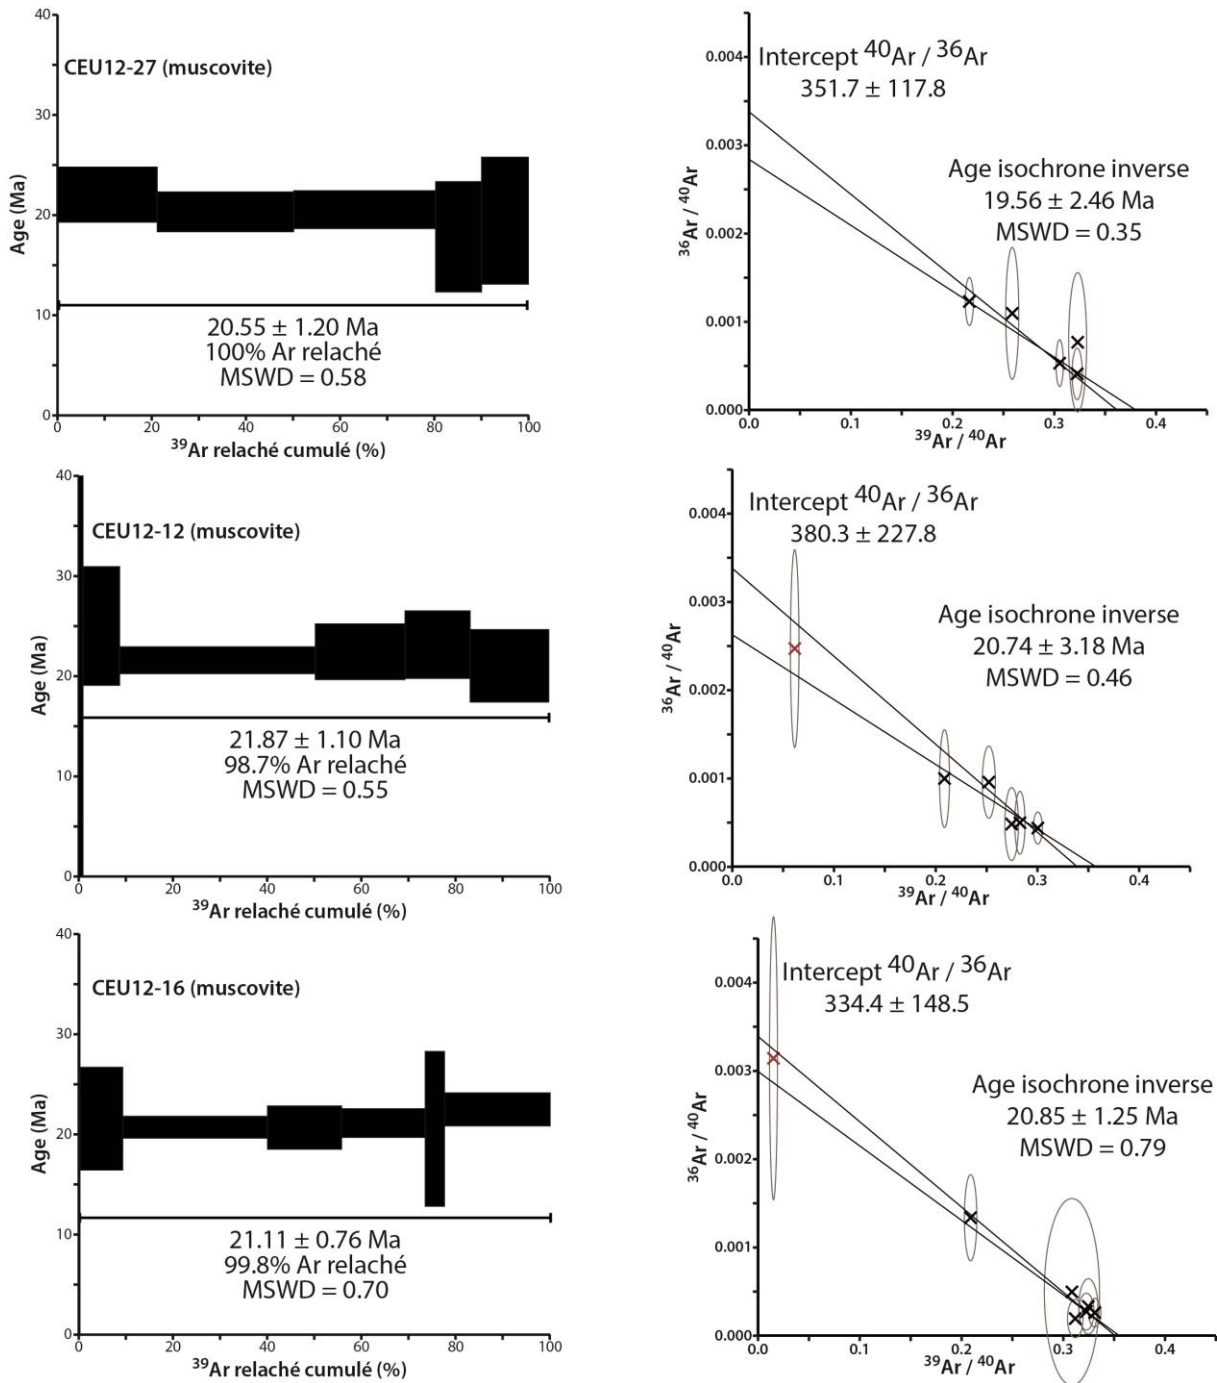 CEU12-27 (muscovite)
Age (Ma)
40
30
20
10
0
20.55 ± 1.20 Ma
100% Ar relaché
MSWD = 0.58
0 20 40 60 80 100
³⁹Ar relaché cumulé (%)
Intercept ⁴⁰Ar / ³⁶Ar
351.7 ± 117.8
Age isochrone inverse
19.56 ± 2.46 Ma
MSWD = 0.35
³⁶Ar / ⁴⁰Ar
0.004
0.003
0.002
0.001
0.000
0.0 0.1 0.2 0.3 0.4
³⁹Ar / ⁴⁰Ar
CEU12-12 (muscovite)
Age (Ma)
40
30
20
10
0
21.87 ± 1.10 Ma
98.7% Ar relaché
MSWD = 0.55
0 20 40 60 80 100
³⁹Ar relaché cumulé (%)
Intercept ⁴⁰Ar / ³⁶Ar
380.3 ± 227.8
Age isochrone inverse
20.74 ± 3.18 Ma
MSWD = 0.46
³⁶Ar / ⁴⁰Ar
0.004
0.003
0.002
0.001
0.000
0.0 0.1 0.2 0.3 0.4
³⁹Ar / ⁴⁰Ar
CEU12-16 (muscovite)
Age (Ma)
40
30
20
10
0
21.11 ± 0.76 Ma
99.8% Ar relaché
MSWD = 0.70
0 20 40 60 80 100
³⁹Ar relaché cumulé (%)
Intercept ⁴⁰Ar / ³⁶Ar
334.4 ± 148.5
Age isochrone inverse
20.85 ± 1.25 Ma
MSWD = 0.79
³⁶Ar / ⁴⁰Ar
0.004
0.003
0.002
0.001
0.000
0.0 0.1 0.2 0.3 0.4
³⁹Ar / ⁴⁰Ar